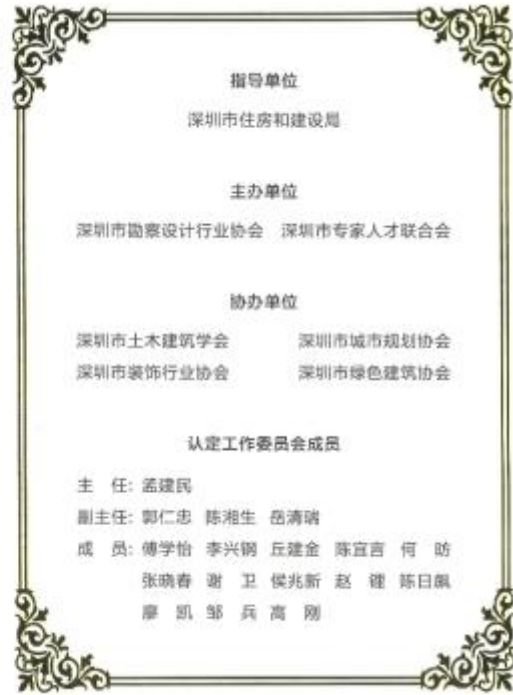 指导单位
深圳市住房和建设局
主办单位
深圳市勘察设计行业协会 深圳市专家人才联合会
协办单位
深圳市土木建筑学会 深圳市城市规划协会
深圳市装饰行业协会 深圳市绿色建筑协会
认定工作委员会成员
主 任: 孟建民
副主任: 郭仁忠 陈湘生 岳清瑞
成 员: 傅学怡 李兴钢 丘建金 陈宜言 何 昉
张晓春 谢 卫 侯兆新 赵 锂 陈日飙
廖 凯 邹 兵 高 刚